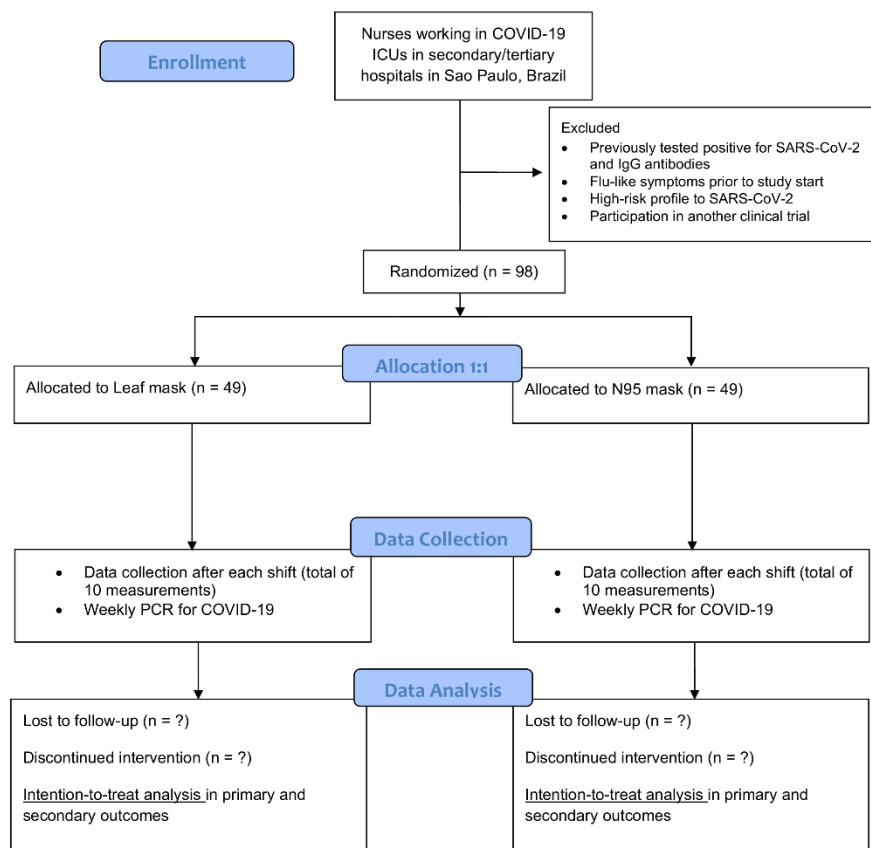 Enrollment
Nurses working in COVID-19
ICUs in secondary/tertiary
hospitals in Sao Paulo, Brazil
Excluded
• Previously tested positive for SARS-CoV-2
and IgG antibodies
• Flu-like symptoms prior to study start
• High-risk profile to SARS-CoV-2
• Participation in another clinical trial
Randomized (n = 98)
Allocation 1:1
Allocated to Leaf mask (n = 49)
Allocated to N95 mask (n = 49)
Data Collection
• Data collection after each shift (total of
10 measurements)
• Weekly PCR for COVID-19
• Data collection after each shift (total of
10 measurements)
• Weekly PCR for COVID-19
Data Analysis
Lost to follow-up (n = ?)
Discontinued intervention (n = ?)
Intention-to-treat analysis in primary and
secondary outcomes
Lost to follow-up (n = ?)
Discontinued intervention (n = ?)
Intention-to-treat analysis in primary and
secondary outcomes